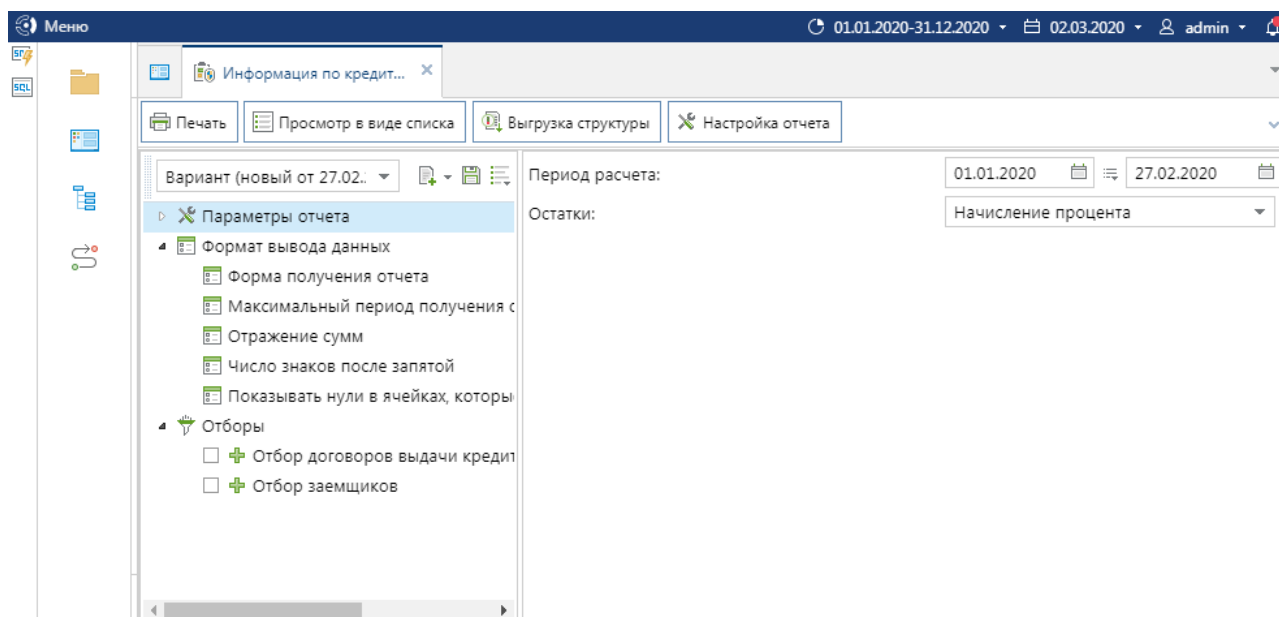 Меню 01.01.2020-31.12.2020 02.03.2020 admin
SQL
Информация по кредит...
SQL
Печать Просмотр в виде списка Выгрузка структуры Настройка отчета
Вариант (новый от 27.02.: Период расчета: 01.01.2020 27.02.2020
Параметры отчета Остатки: Начисление процента
Формат вывода данных
Форма получения отчета
Максимальный период получения о
Отражение сумм
Число знаков после запятой
Показывать нули в ячейках, которы
Отборы
Отбор договоров выдачи кредит
Отбор заемщиков